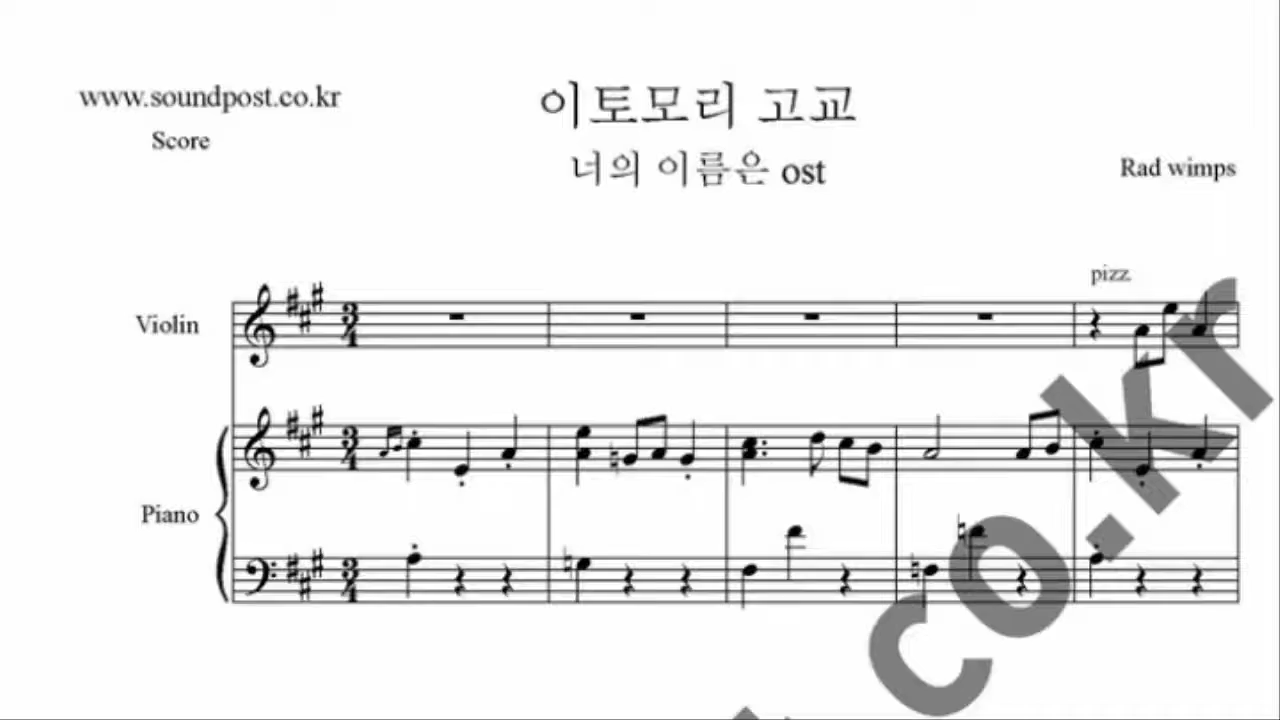 www.soundpost.co.kr
Score
이토모리 고교
너의 이름은 ost
Rad wimps
pizz
Violin
Piano
co.kr